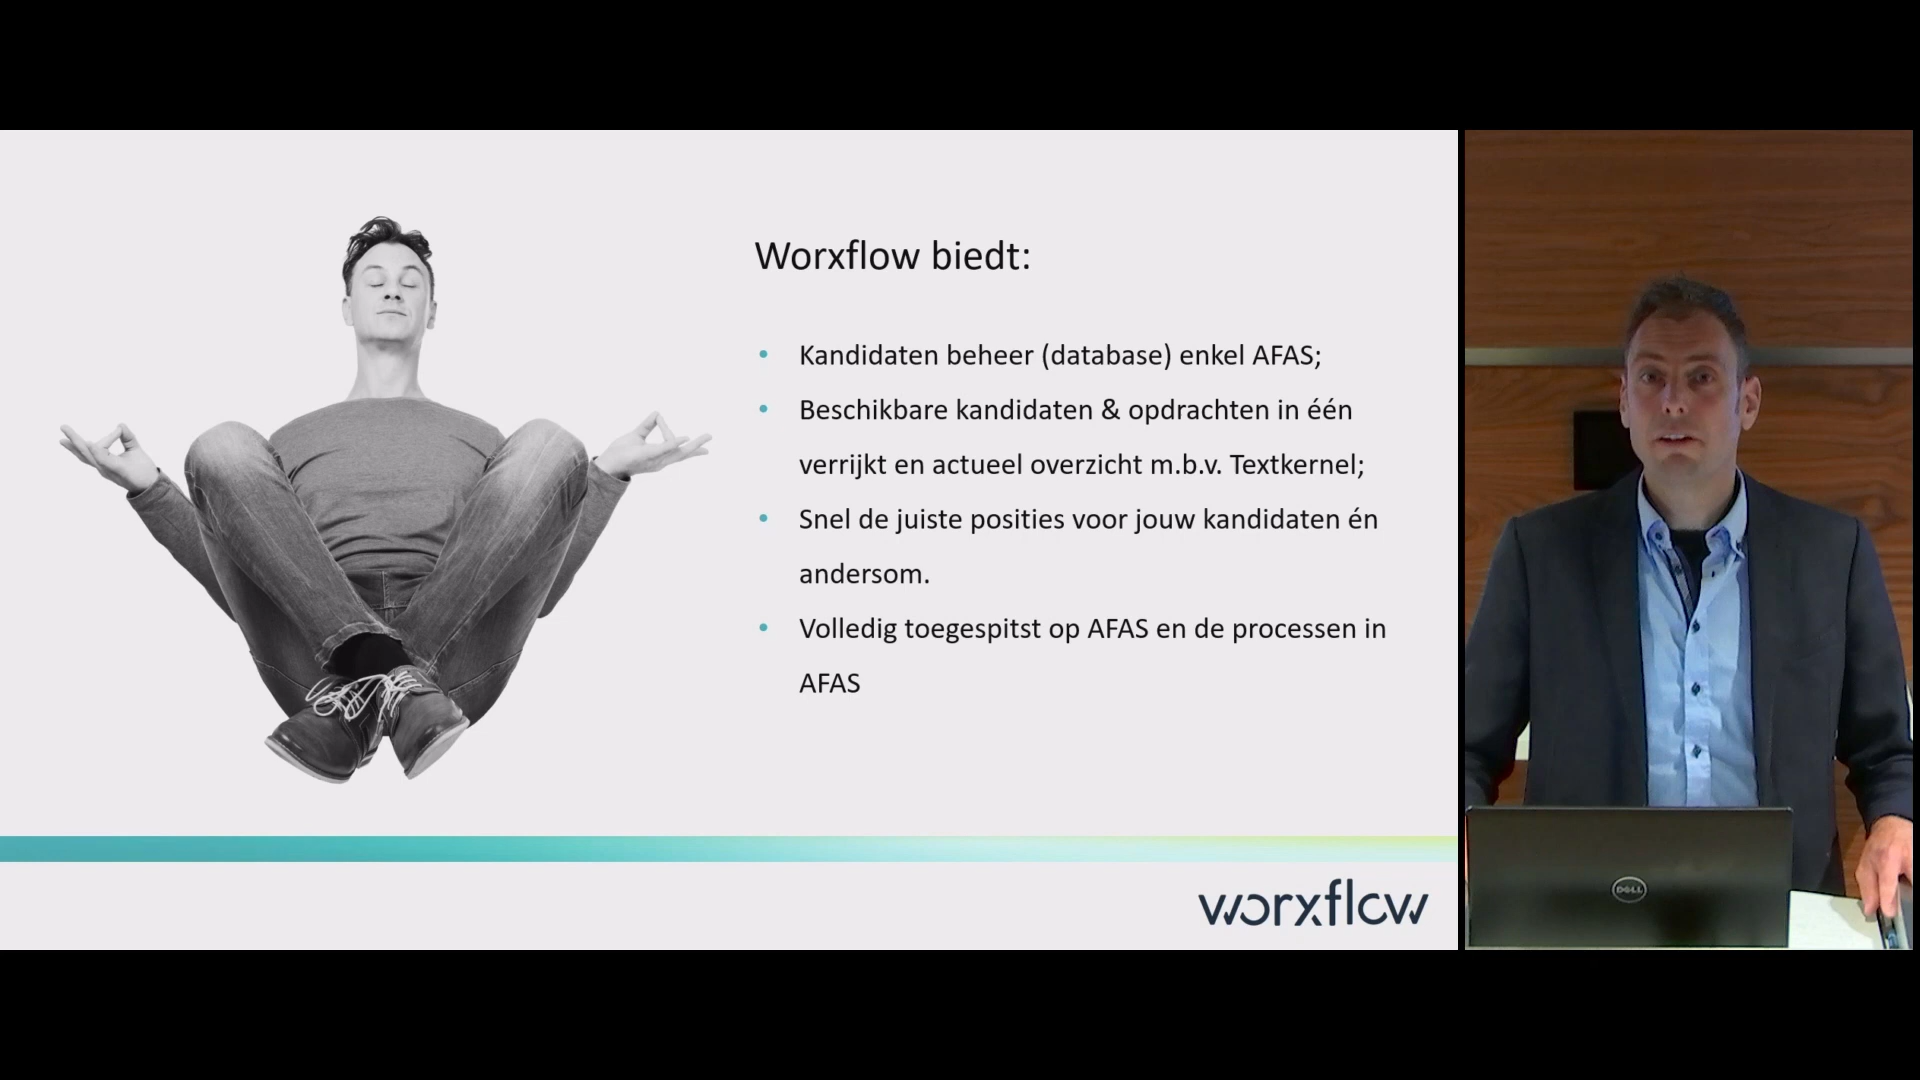 Worxflow biedt:
• Kandidaten beheer (database) enkel AFAS;
• Beschikbare kandidaten & opdrachten in één
verrijkt en actueel overzicht m.b.v. Textkernel;
• Snel de juiste posities voor jouw kandidaten én
andersom.
• Volledig toegespitst op AFAS en de processen in
AFAS
worxflow
DELL